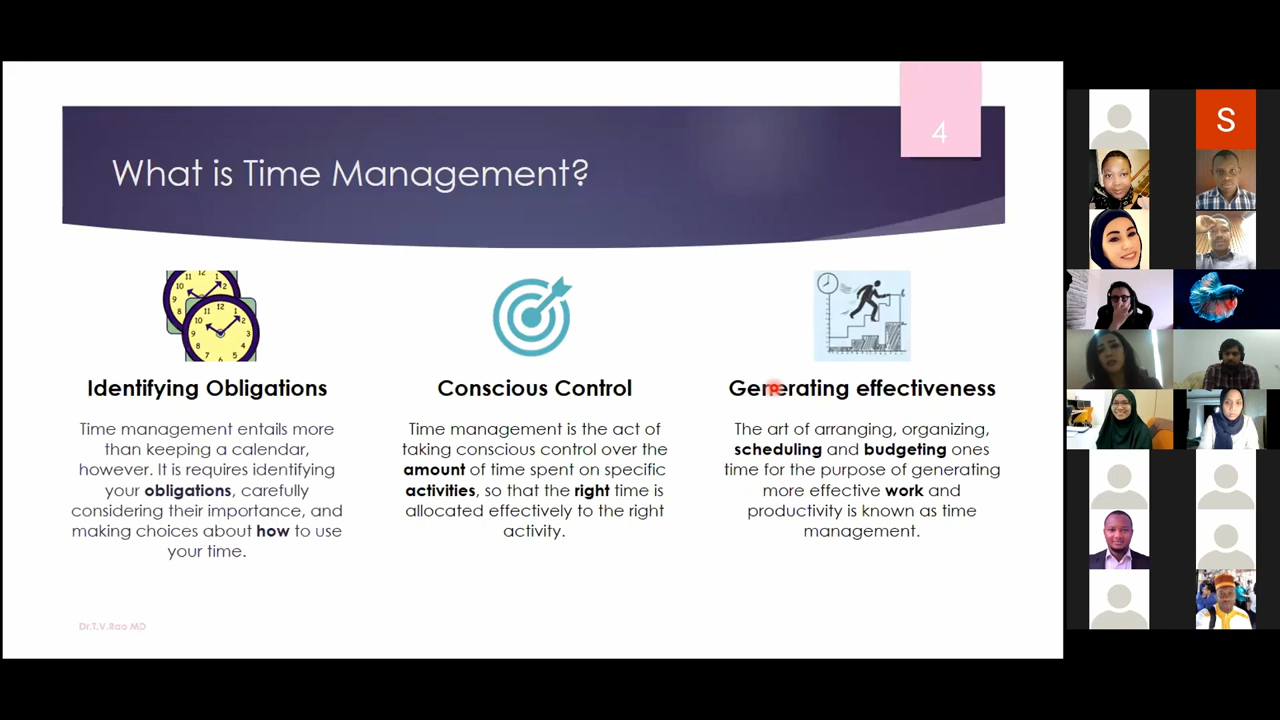 4
What is Time Management?
Identifying Obligations
Time management entails more
than keeping a calendar,
however. It is requires identifying
your obligations, carefully
considering their importance, and
making choices about how to use
your time.
Conscious Control
Time management is the act of
taking conscious control over the
amount of time spent on specific
activities, so that the right time is
allocated effectively to the right
activity.
Generating effectiveness
The art of arranging, organizing,
scheduling and budgeting ones
time for the purpose of generating
more effective work and
productivity is known as time
management.
Dr.T.V.Rao MD
S